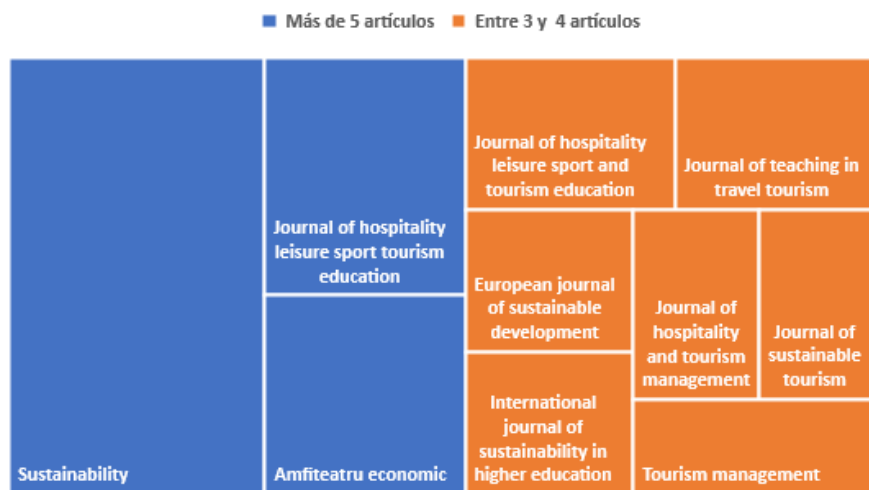 Más de 5 artículos
Entre 3 y 4 artículos
Sustainability
Journal of hospitality
leisure sport tourism
education
Amfiteatru economic
Journal of hospitality
leisure sport and
tourism education
Journal of teaching in
travel tourism
European journal
of sustainable
development
International
journal of
sustainability in
higher education
Journal of
hospitality
and tourism
management
Journal of
sustainable
tourism
Tourism management